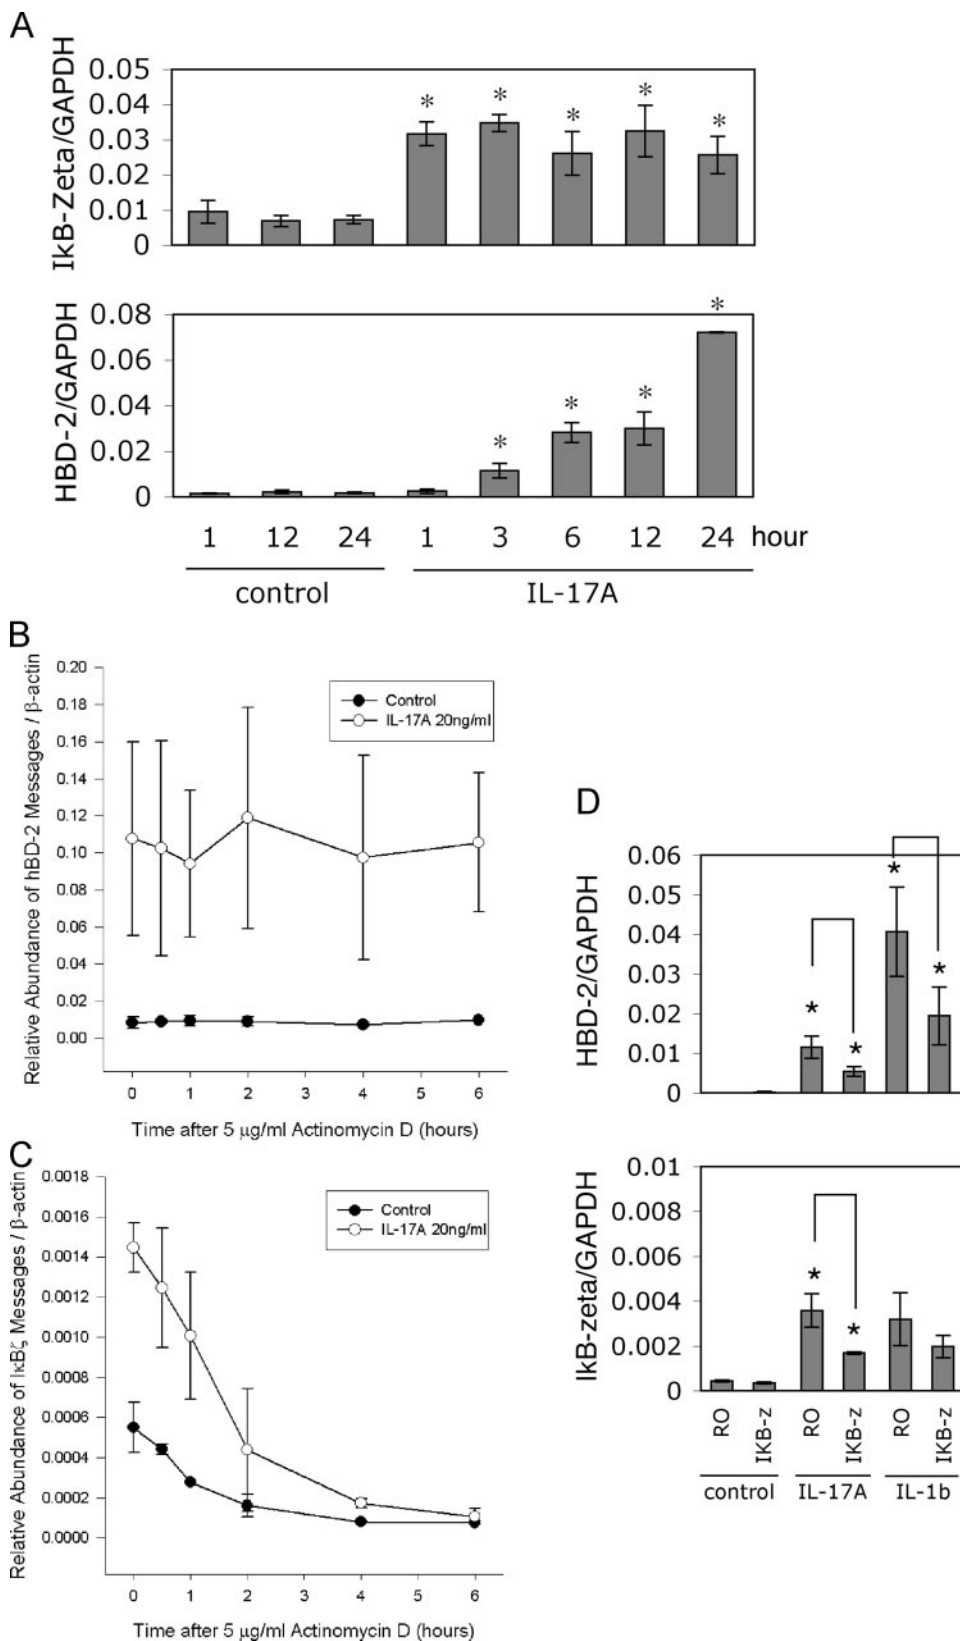 A
IkB-Zeta/GAPDH
0.05
0.04
0.03
0.02
0.01
0
* * * * *
HBD-2/GAPDH
0.08
0.06
0.04
0.02
0
* * * *
1 12 24 1 3 6 12 24 hour
control IL-17A
B
Relative Abundance of hBD-2 Messages / β-actin
0.20
0.18
0.16
0.14
0.12
0.10
0.08
0.06
0.04
0.02
0.00
Control
IL-17A 20ng/ml
0 1 2 3 4 5 6
Time after 5 µg/ml Actinomycin D (hours)
C
Relative Abundance of IκBζ Messages / β-actin
0.0018
0.0016
0.0014
0.0012
0.0010
0.0008
0.0006
0.0004
0.0002
0.0000
Control
IL-17A 20ng/ml
0 1 2 3 4 5 6
Time after 5 µg/ml Actinomycin D (hours)
D
HBD-2/GAPDH
0.06
0.05
0.04
0.03
0.02
0.01
0
* * * *
IkB-zeta/GAPDH
0.01
0.008
0.006
0.004
0.002
0
* *
RO IKB-z RO IKB-z RO IKB-z
control IL-17A IL-1b